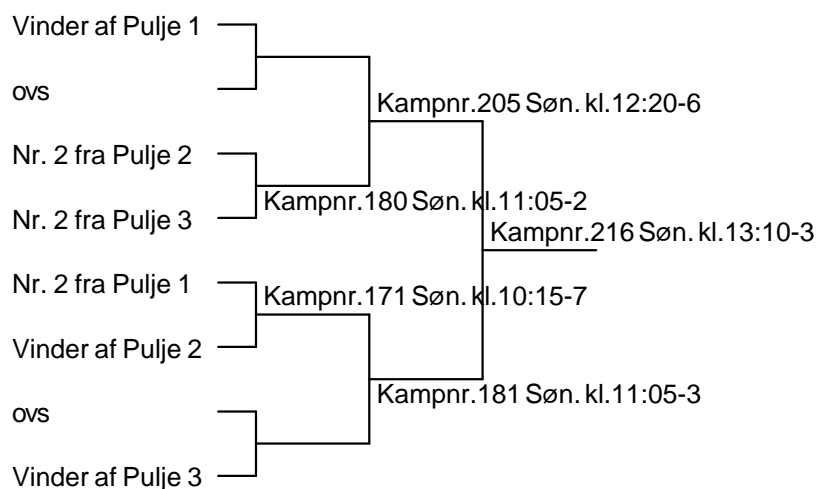 Vinder af Pulje 1
ovs
Kampnr.205 Søn. kl.12:20-6
Nr. 2 fra Pulje 2
Kampnr.180 Søn. kl.11:05-2
Nr. 2 fra Pulje 3
Kampnr.216 Søn. kl.13:10-3
Nr. 2 fra Pulje 1
Kampnr.171 Søn. kl.10:15-7
Vinder af Pulje 2
Kampnr.181 Søn. kl.11:05-3
ovs
Vinder af Pulje 3